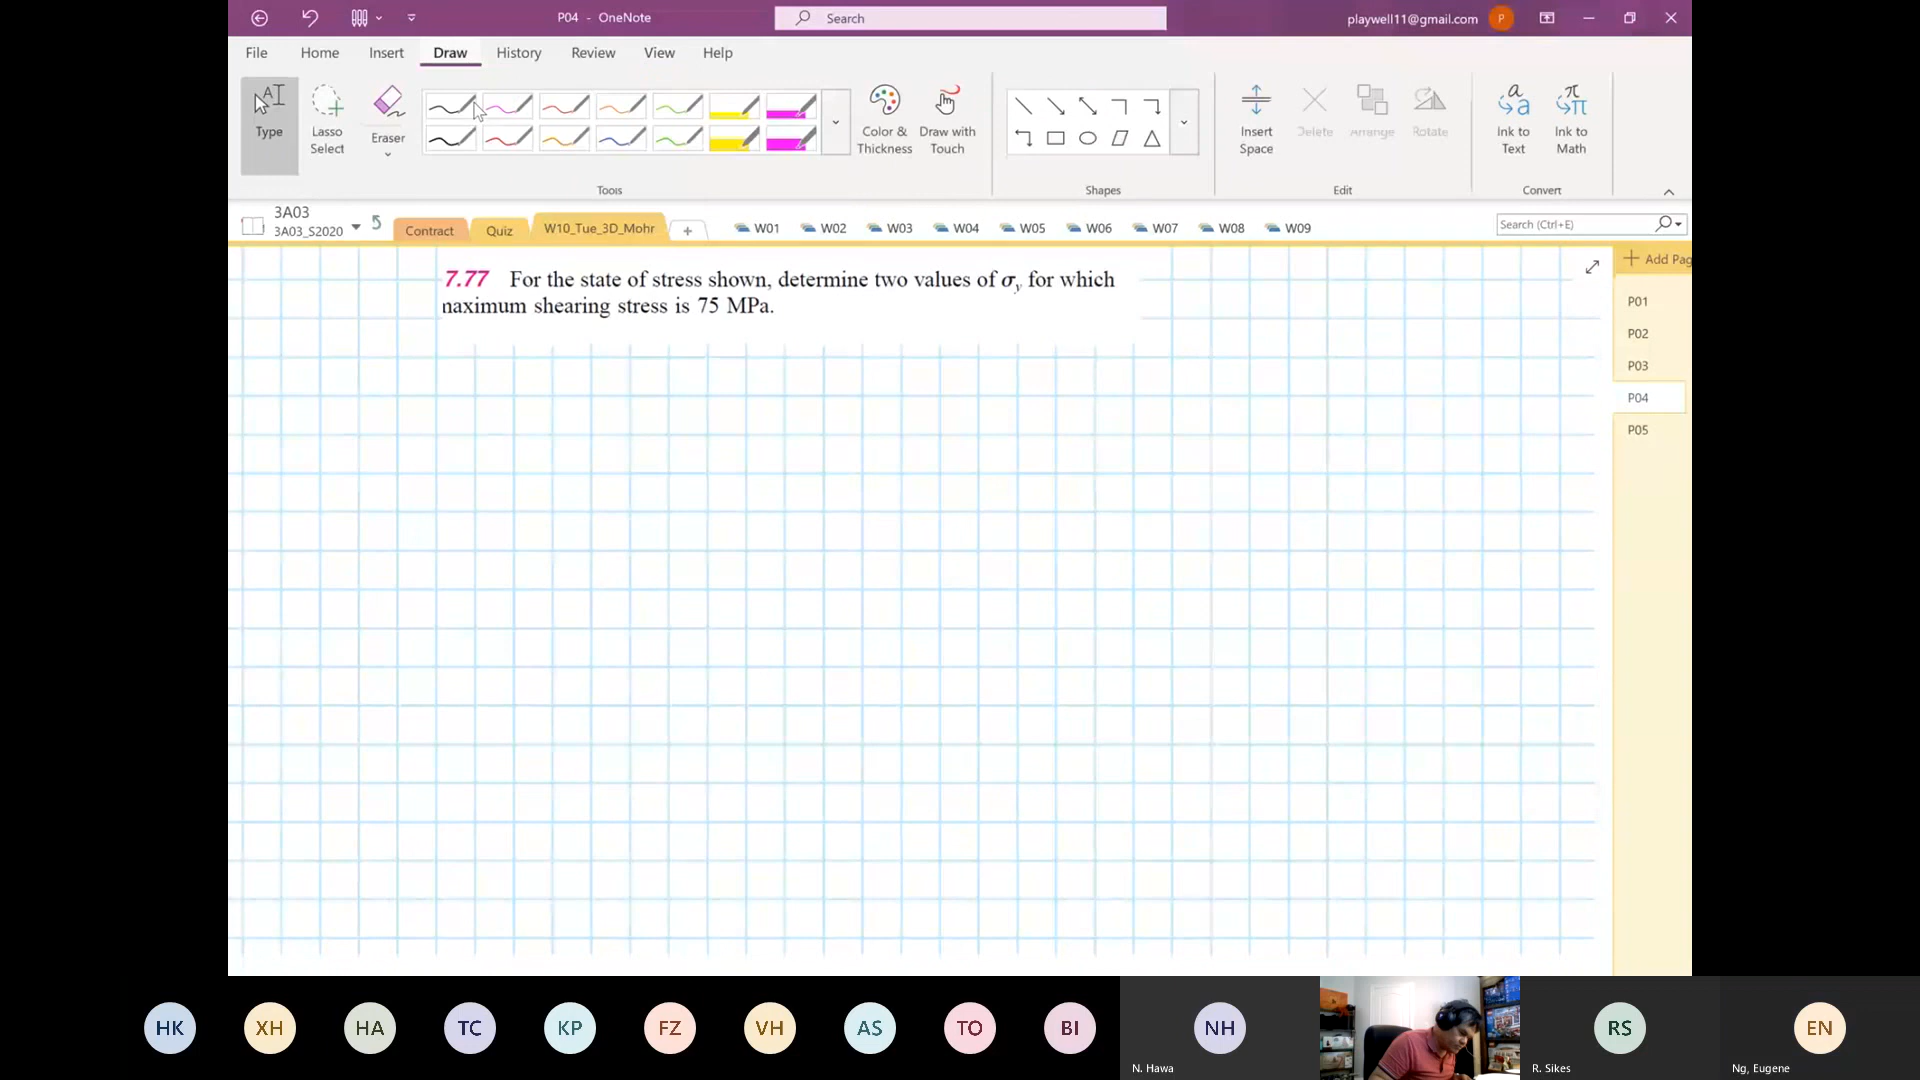 P04 - OneNote
Search
playwell11@gmail.com
P
File
Home
Insert
Draw
History
Review
View
Help
Type
Lasso
Select
Eraser
Color &
Thickness
Draw with
Touch
Insert
Space
Delete
Arrange
Rotate
Ink to
Text
Ink to
Math
Tools
Shapes
Edit
Convert
3A03
3A03_S2020
Contract
Quiz
W10_Tue_3D_Mohr
W01
W02
W03
W04
W05
W06
W07
W08
W09
Search (Ctrl+E)
Add Pag
7.77 For the state of stress shown, determine two values of σy for which
naximum shearing stress is 75 MPa.
P01
P02
P03
P04
P05
HK
XH
HA
TC
KP
FZ
VH
AS
TO
BI
NH
RS
EN
N. Hawa
R. Sikes
Ng, Eugene